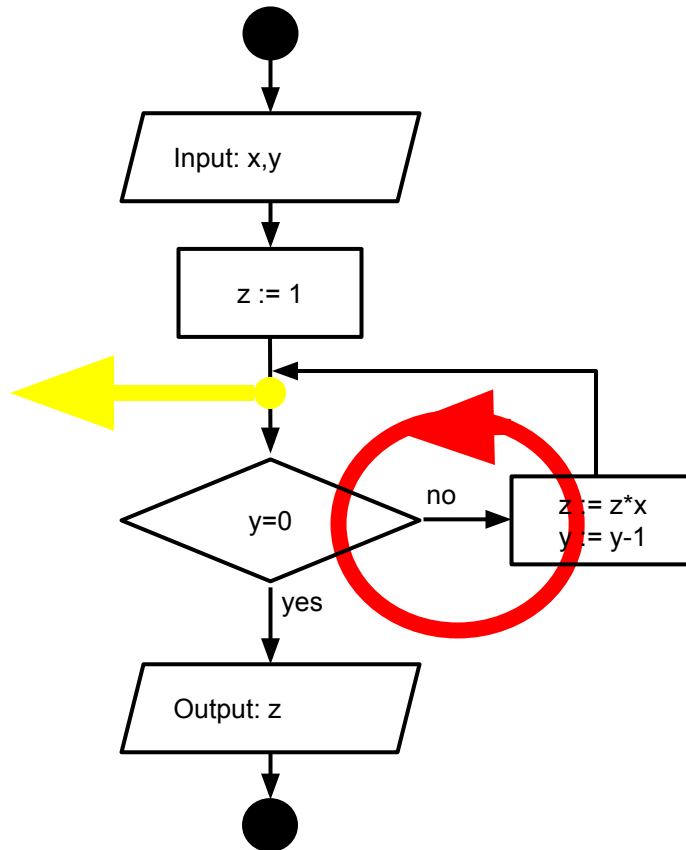 Input: x,y
z := 1
y=0
no
z := z*x
y := y-1
yes
Output: z